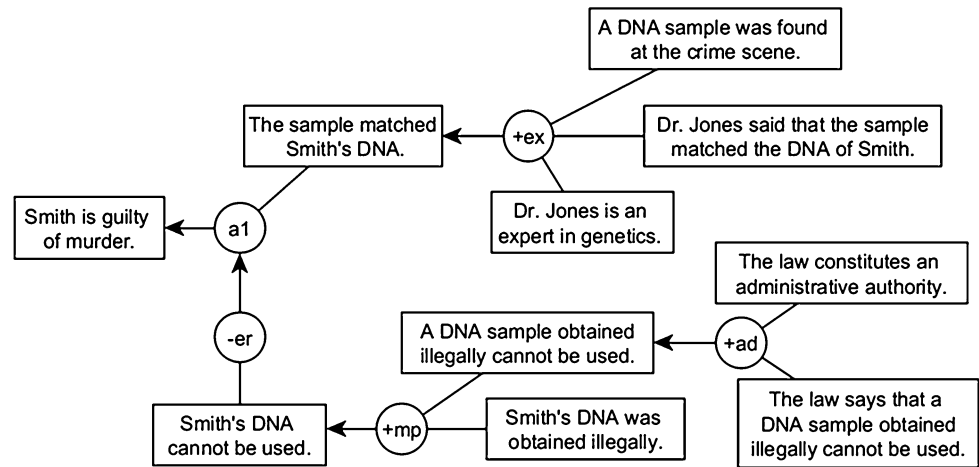 A DNA sample was found
at the crime scene.
The sample matched
Smith's DNA.
+ex
Dr. Jones said that the sample
matched the DNA of Smith.
Smith is guilty
of murder.
a1
Dr. Jones is an
expert in genetics.
The law constitutes an
administrative authority.
-er
A DNA sample obtained
illegally cannot be used.
+ad
Smith's DNA
cannot be used.
+mp
Smith's DNA was
obtained illegally.
The law says that a
DNA sample obtained
illegally cannot be used.